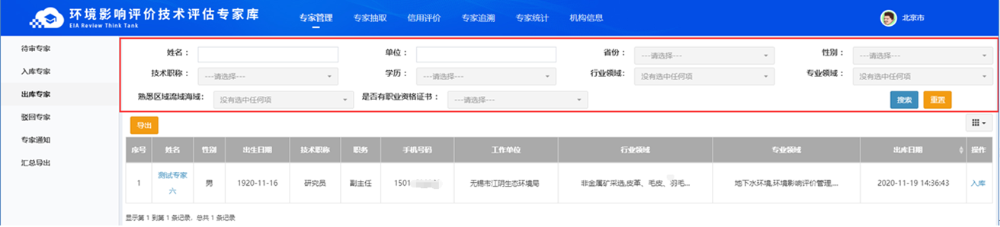 环境影响评价技术评估专家库
EIA Review Think Tank
专家管理 专家抽取 信用评价 专家追溯 专家统计 机构信息 北京市
待审专家
入库专家
出库专家
驳回专家
专家通知
汇总导出
姓名： 单位： 省份： ---请选择--- 性别： ---请选择---
技术职称： ---请选择--- 学历： ---请选择--- 行业领域: 没有选中任何项 专业领域： 没有选中任何项
熟悉区域流域海域: 没有选中任何项 是否有职业资格证书： ---请选择--- 搜索 重置
导出
序号 姓名 性别 出生日期 技术职称 职务 手机号码 工作单位 行业领域 专业领域 出库日期 操作
1 测试专家六 男 1920-11-16 研究员 副主任 1501 无锡市江阴生态环境局 非金属矿采选,皮革、毛皮、羽毛... 地下水环境,环境影响评价管理,... 2020-11-19 14:36:43 入库
显示第 1 到第 1 条记录，总共 1 条记录